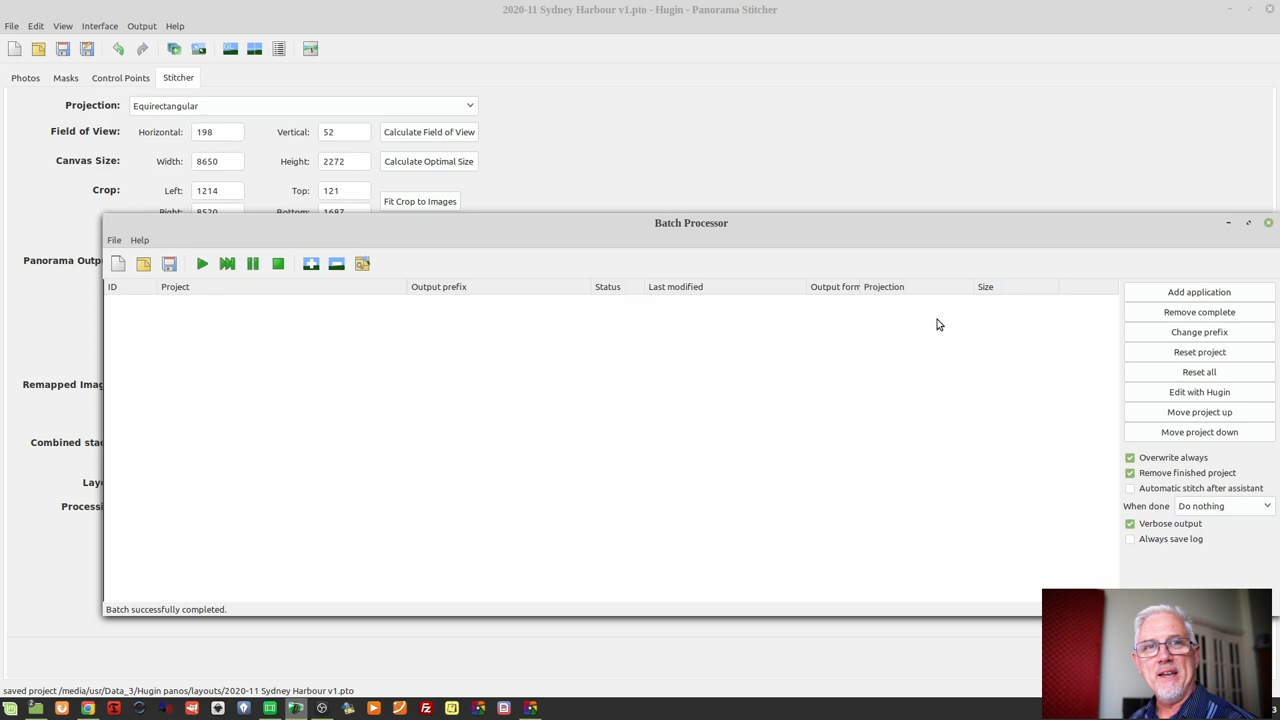 2020-11 Sydney Harbour v1.pto - Hugin - Panorama Stitcher
File Edit View Interface Output Help
Photos Masks Control Points Stitcher
Projection: Equirectangular
Field of View: Horizontal: 198 Vertical: 52 Calculate Field of View
Canvas Size: Width: 8650 Height: 2272 Calculate Optimal Size
Crop: Left: 1214 Top: 121
Fit Crop to Images
Right: 8520 Bottom: 1687
Batch Processor
File Help
Panorama Outp
ID Project Output prefix Status Last modified Output form Projection Size
Add application
Remove complete
Change prefix
Reset project
Reset all
Remapped Imag
Edit with Hugin
Move project up
Move project down
Combined stac
Overwrite always
Remove finished project
Laye
Automatic stitch after assistant
Processi
When done Do nothing
Verbose output
Always save log
Batch successfully completed.
saved project /media/usr/Data_3/Hugin panos/layouts/2020-11 Sydney Harbour v1.pto